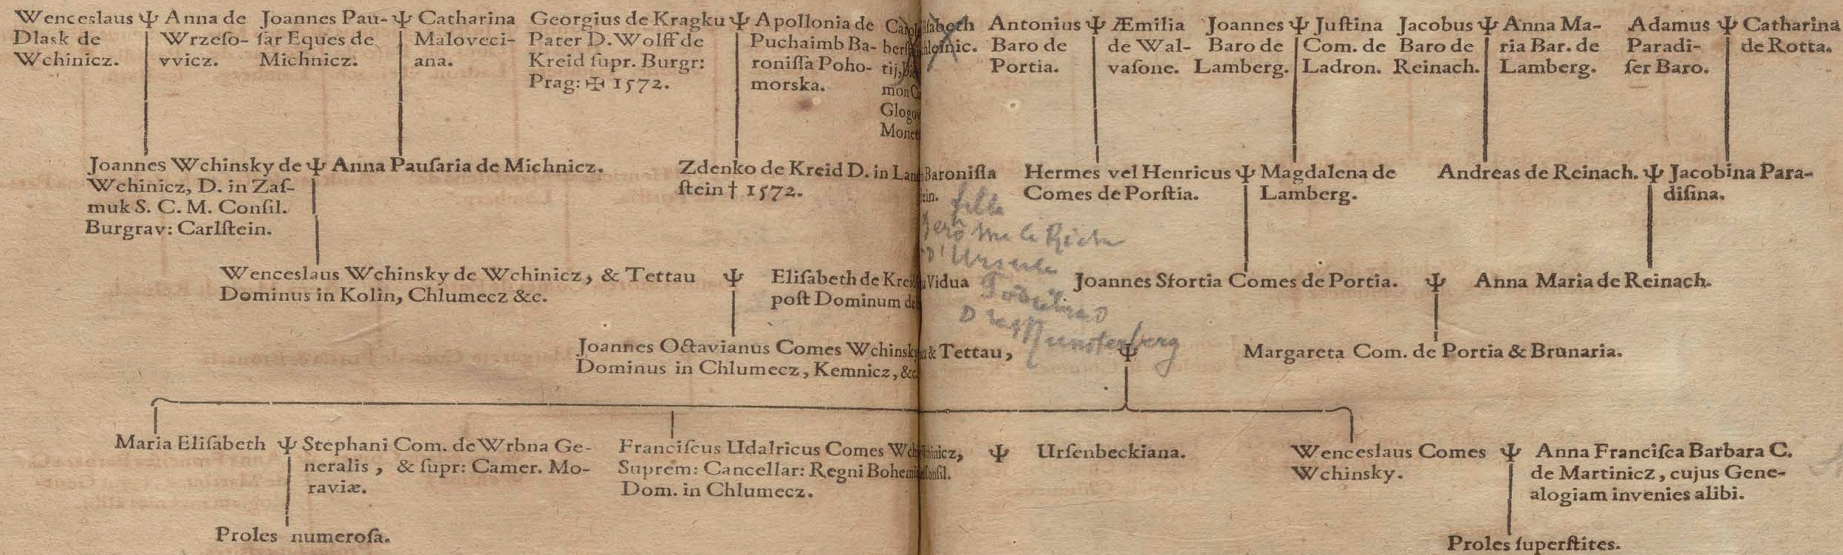 Wenceslaus Ψ Anna de
Dlask de Wrzeſo-
Wchinicz. vvicz.
Joannes Pau- Ψ Catharina
ſar Eques de Maloveci-
Michnicz. ana.
Georgius de Kragku Ψ Apollonia de
Pater D. Wolff de Puchaimb Ba-
Kreid ſupr. Burgr: roniſſa Poho-
Prag: ✠ 1572. morska.
Antonius Ψ Æmilia
Baro de de Wal-
Portia. vaſone.
Joannes Ψ Juſtina
Baro de Com. de
Lamberg. Ladron.
Jacobus Ψ Anna Ma-
Baro de ria Bar. de
Reinach. Lamberg.
Adamus Ψ Catharina
Paradi- de Rotta.
ſer Baro.
Joannes Wchinsky de Ψ Anna Pauſaria de Michnicz.
Wchinicz, D. in Zaſ-
muk S. C. M. Conſil.
Burgrav: Carlſtein.
Zdenko de Kreid D. in Baroniſſa
ſtein † 1572.
Hermes vel Henricus Ψ Magdalena de
Comes de Porſtia. Lamberg.
Andreas de Reinach. Ψ Jacobina Para-
diſina.
Wenceslaus Wchinsky de Wchinicz, & Tettau Ψ Eliſabeth de Vidua
Dominus in Kolin, Chlumecz &c. poſt Dominum
Joannes Sfortia Comes de Portia. Ψ Anna Maria de Reinach.
Joannes Octavianus Comes & Tettau, Ψ Margareta Com. de Portia & Brunaria.
Dominus in Chlumecz, Kemnicz, &c.
Maria Eliſabeth Ψ Stephani Com. de Wrbna Ge-
neralis, & ſupr: Camer. Mo-
raviæ.
Franciſcus Udalricus Comes Ψ Urſenbeckiana.
Suprem: Cancellar: Regni
Dom. in Chlumecz.
Wenceslaus Comes Ψ Anna Franciſca Barbara C.
Wchinsky. de Martinicz, cujus Gene-
alogiam invenies alibi.
Proles numeroſa.
Proles ſuperſtites.